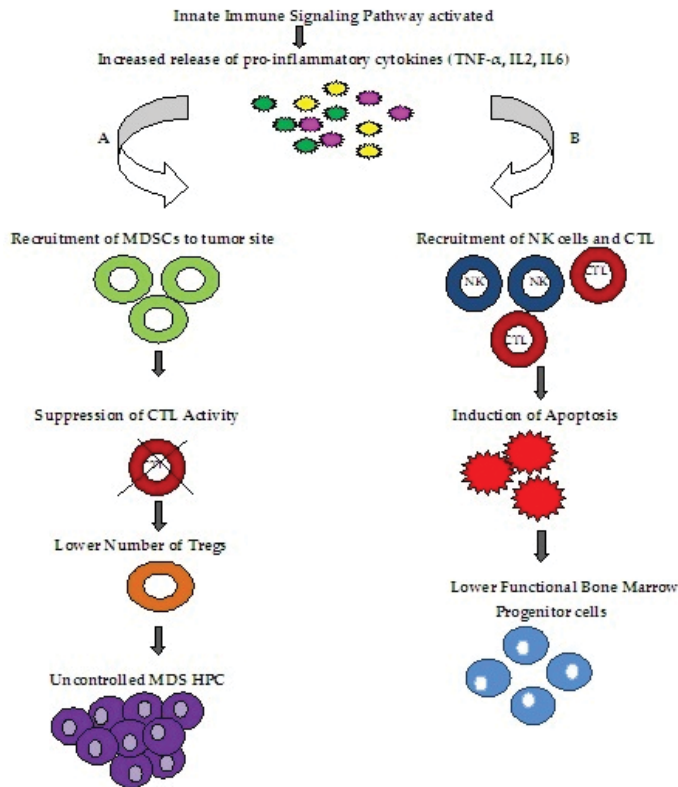 Innate Immune Signaling Pathway activated
Increased release of pro-inflammatory cytokines (TNF-α, IL2, IL6)
A
B
Recruitment of MDSCs to tumor site
Recruitment of NK cells and CTL
NK
NK
CTL
CTL
Suppression of CTL Activity
Induction of Apoptosis
Lower Number of Tregs
Lower Functional Bone Marrow
Progenitor cells
Uncontrolled MDS HPC